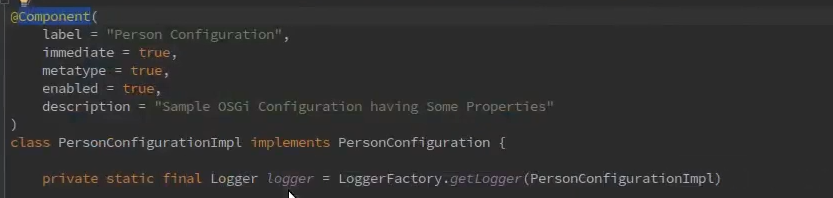 @Component(
label = "Person Configuration",
immediate = true,
metatype = true,
enabled = true,
description = "Sample OSGi Configuration having Some Properties"
)
class PersonConfigurationImpl implements PersonConfiguration {
private static final Logger logger = LoggerFactory.getLogger(PersonConfigurationImpl)